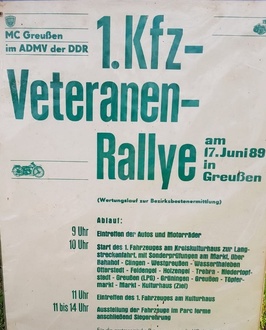 MC Greußen
im ADMV der DDR
1.Kfz-
Veteranen-
Rallye
am
17. Juni 89
in
Greußen
(Wertungslauf zur Bezirksbestenermittlung)
Ablauf:
9 Uhr Eintreffen der Autos und Motorräder
10 Uhr Start des 1. Fahrzeuges am Kreiskulturhaus zur Lang-
streckenfahrt, mit Sonderprüfungen am Markt, über
Bahnhof - Clingen - Westgreußen - Wasserthaleben
Otterstedt - Feldengel - Holzengel - Trebra - Niedertopf-
stedt - Greußen (LPG) - Grüningen - Greußen - Töpfer-
markt - Markt - Kulturhaus (Ziel)
11 Uhr Eintreffen des 1. Fahrzeuges am Kulturhaus
11 bis 14 Uhr Ausstellung der Fahrzeuge im Parc ferme
anschließend Siegerehrung